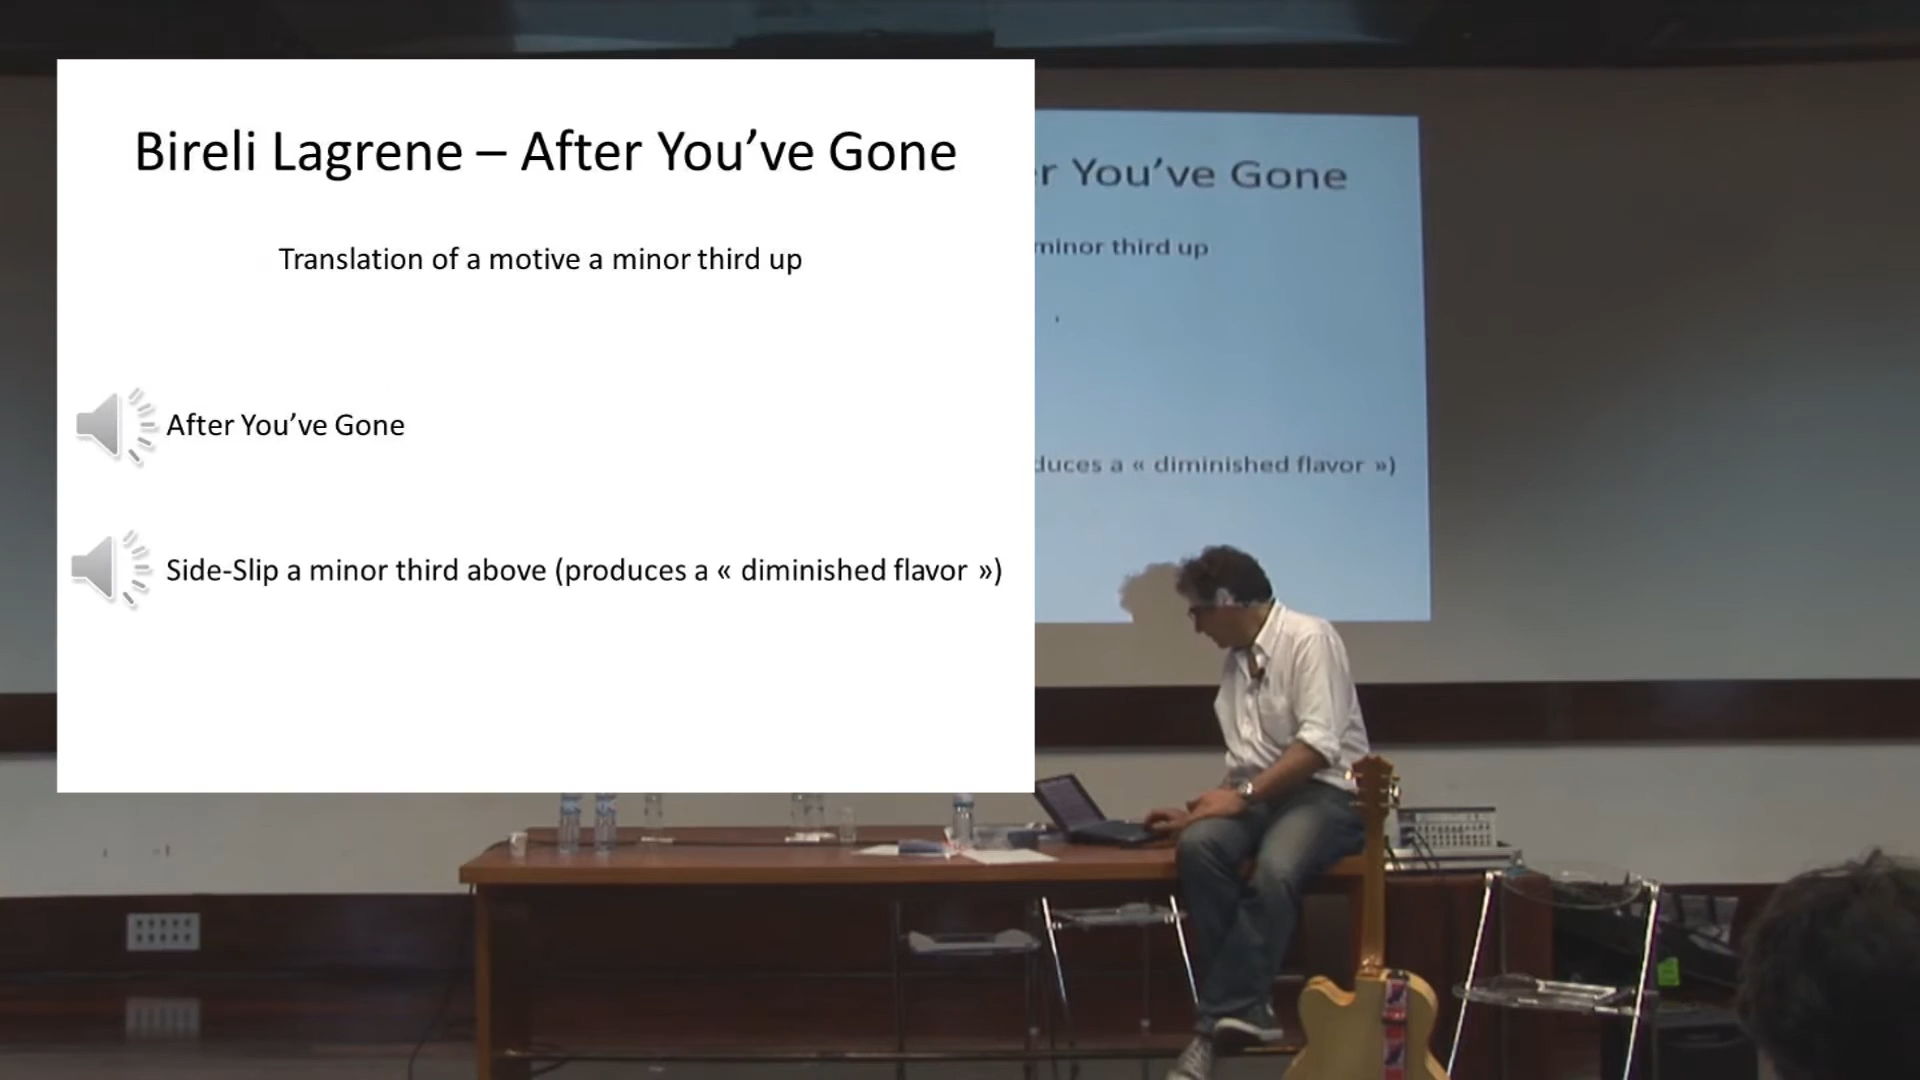 Bireli Lagrene – After You’ve Gone
Translation of a motive a minor third up
After You’ve Gone
Side-Slip a minor third above (produces a « diminished flavor »)
r You’ve Gone
minor third up
duces a « diminished flavor »)